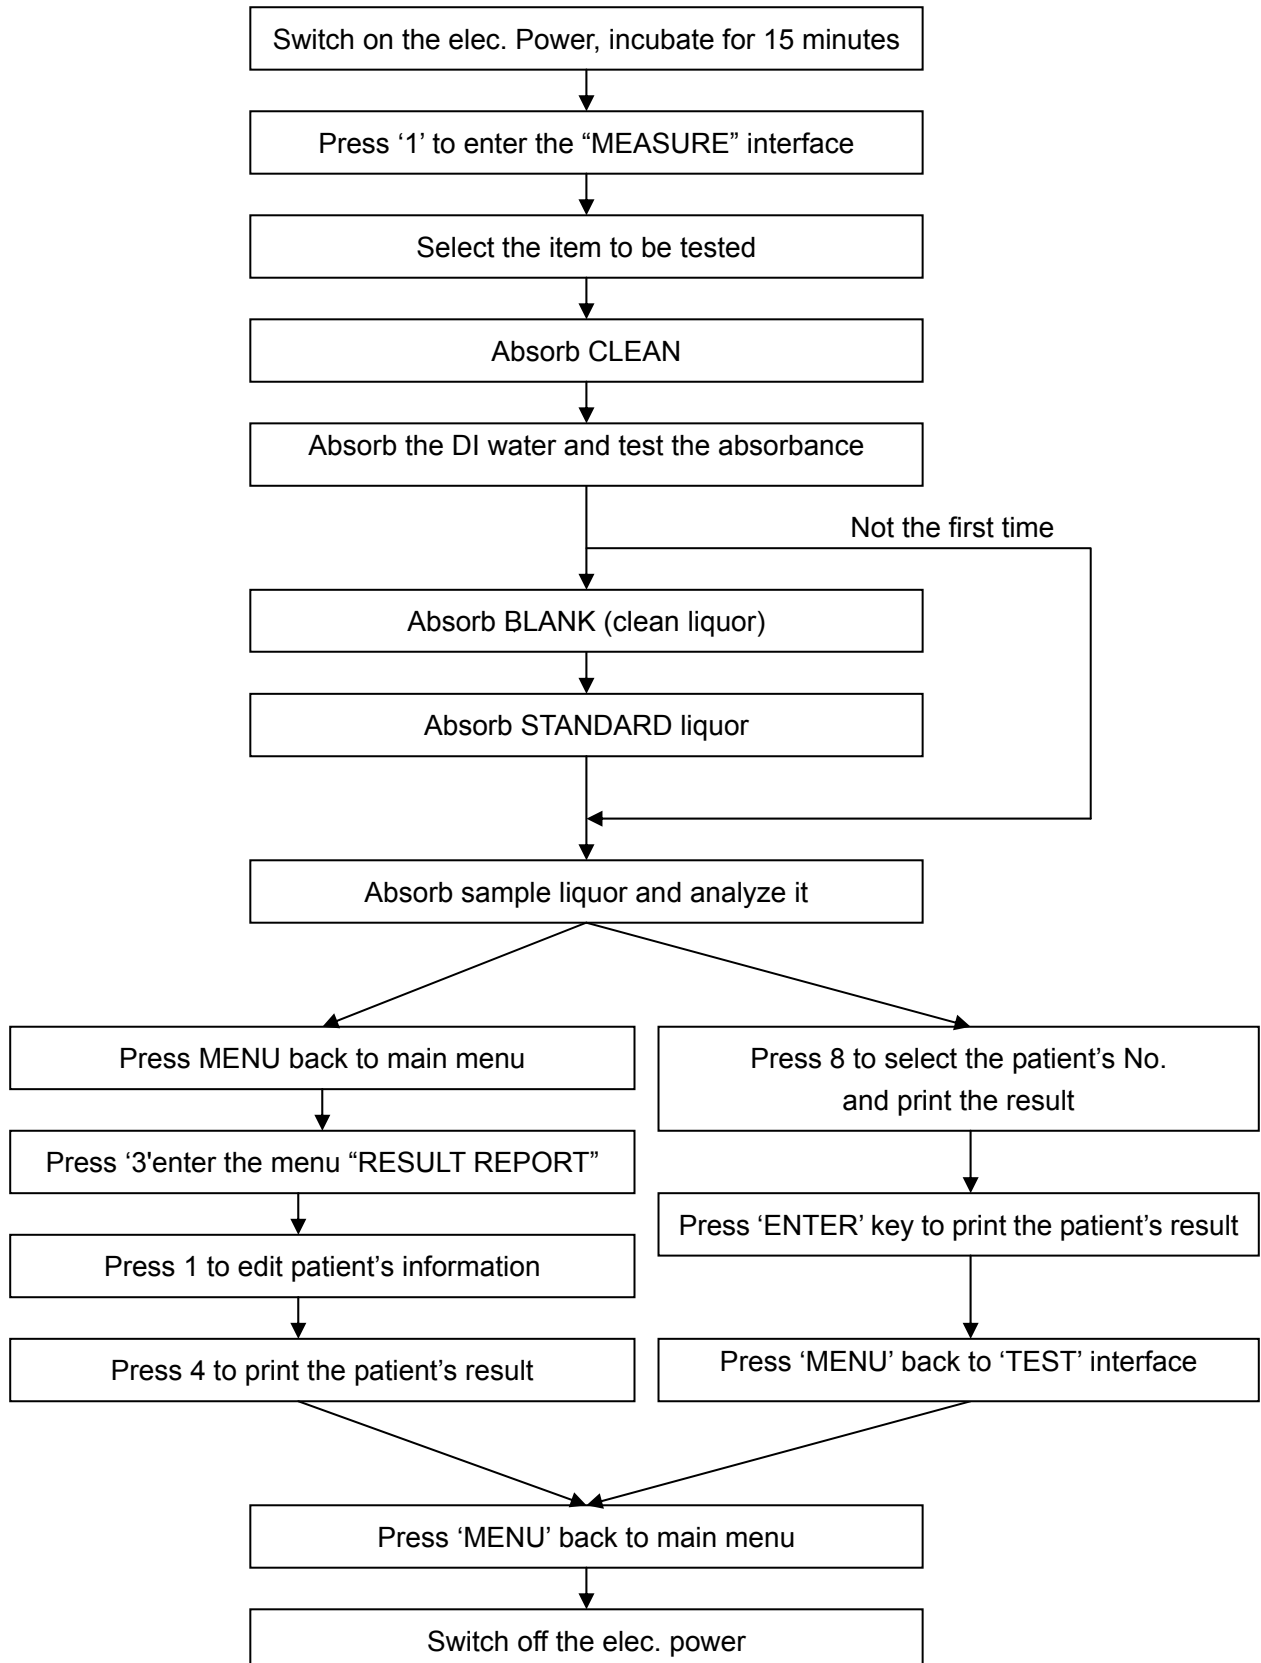 Switch on the elec. Power, incubate for 15 minutes
Press ‘1’ to enter the “MEASURE” interface
Select the item to be tested
Absorb CLEAN
Absorb the DI water and test the absorbance
Not the first time
Absorb BLANK (clean liquor)
Absorb STANDARD liquor
Absorb sample liquor and analyze it
Press MENU back to main menu
Press ‘3'enter the menu “RESULT REPORT”
Press 1 to edit patient’s information
Press 4 to print the patient’s result
Press 8 to select the patient’s No.
and print the result
Press ‘ENTER’ key to print the patient’s result
Press ‘MENU’ back to ‘TEST’ interface
Press ‘MENU’ back to main menu
Switch off the elec. power